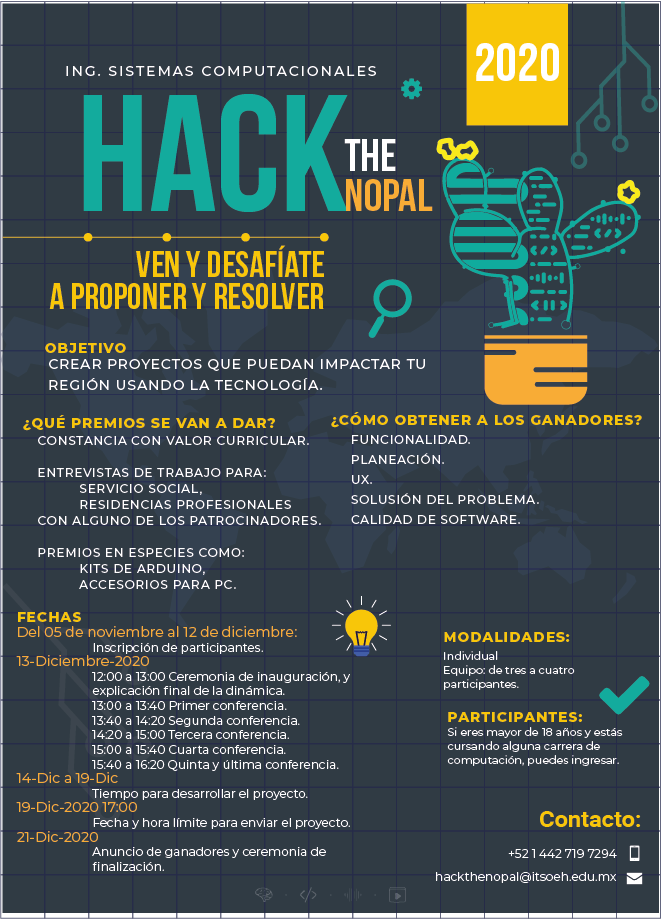 2020
ING. SISTEMAS COMPUTACIONALES
HACK
THE
NOPAL
VEN Y DESAFÍATE
A PROPONER Y RESOLVER
OBJETIVO
CREAR PROYECTOS QUE PUEDAN IMPACTAR TU
REGIÓN USANDO LA TECNOLOGÍA.
¿QUÉ PREMIOS SE VAN A DAR?
CONSTANCIA CON VALOR CURRICULAR.
ENTREVISTAS DE TRABAJO PARA:
SERVICIO SOCIAL,
RESIDENCIAS PROFESIONALES
CON ALGUNO DE LOS PATROCINADORES.
PREMIOS EN ESPECIES COMO:
KITS DE ARDUINO,
ACCESORIOS PARA PC.
¿CÓMO OBTENER A LOS GANADORES?
FUNCIONALIDAD.
PLANEACIÓN.
UX.
SOLUSIÓN DEL PROBLEMA.
CALIDAD DE SOFTWARE.
FECHAS
Del 05 de noviembre al 12 de diciembre:
Inscripción de participantes.
13-Diciembre-2020
12:00 a 13:00 Ceremonia de inauguración, y
explicación final de la dinámica.
13:00 a 13:40 Primer conferencia.
13:40 a 14:20 Segunda conferencia.
14:20 a 15:00 Tercera conferencia.
15:00 a 15:40 Cuarta conferencia.
15:40 a 16:20 Quinta y última conferencia.
14-Dic a 19-Dic
Tiempo para desarrollar el proyecto.
19-Dic-2020 17:00
Fecha y hora límite para enviar el proyecto.
21-Dic-2020
Anuncio de ganadores y ceremonia de
finalización.
MODALIDADES:
Individual
Equipo: de tres a cuatro
participantes.
PARTICIPANTES:
Si eres mayor de 18 años y estás
cursando alguna carrera de
computación, puedes ingresar.
Contacto:
+52 1 442 719 7294
hackthenopal@itsoeh.edu.mx